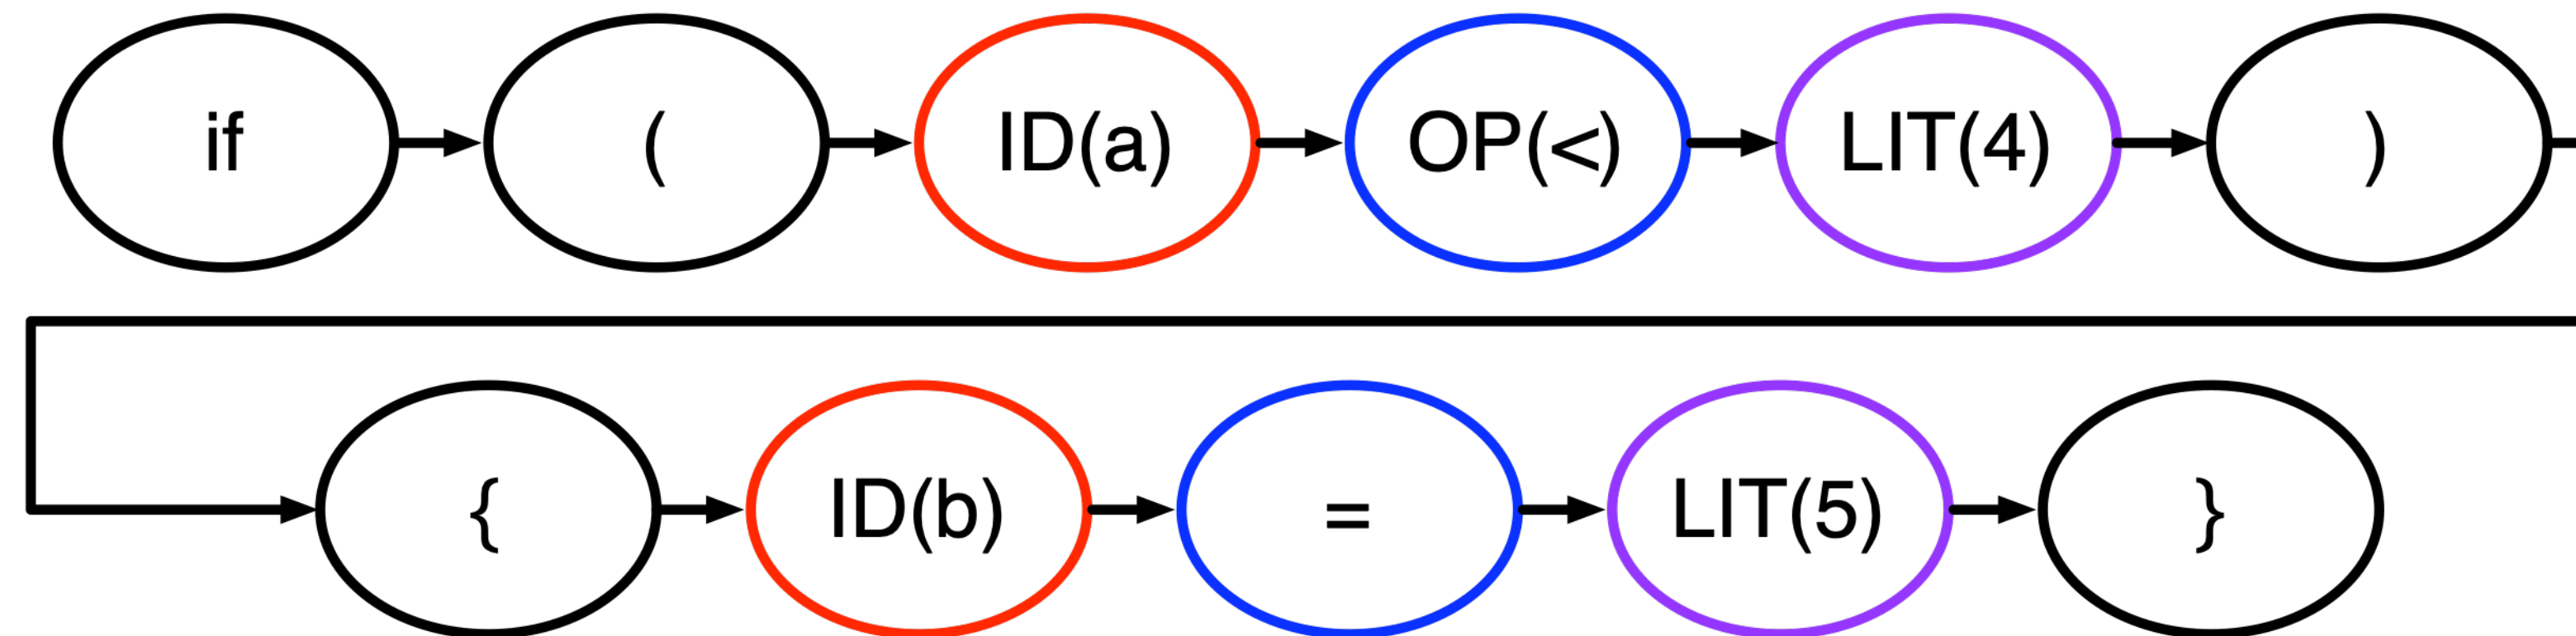 if ( ID(a) OP(<) LIT(4) )
{ ID(b) = LIT(5) }